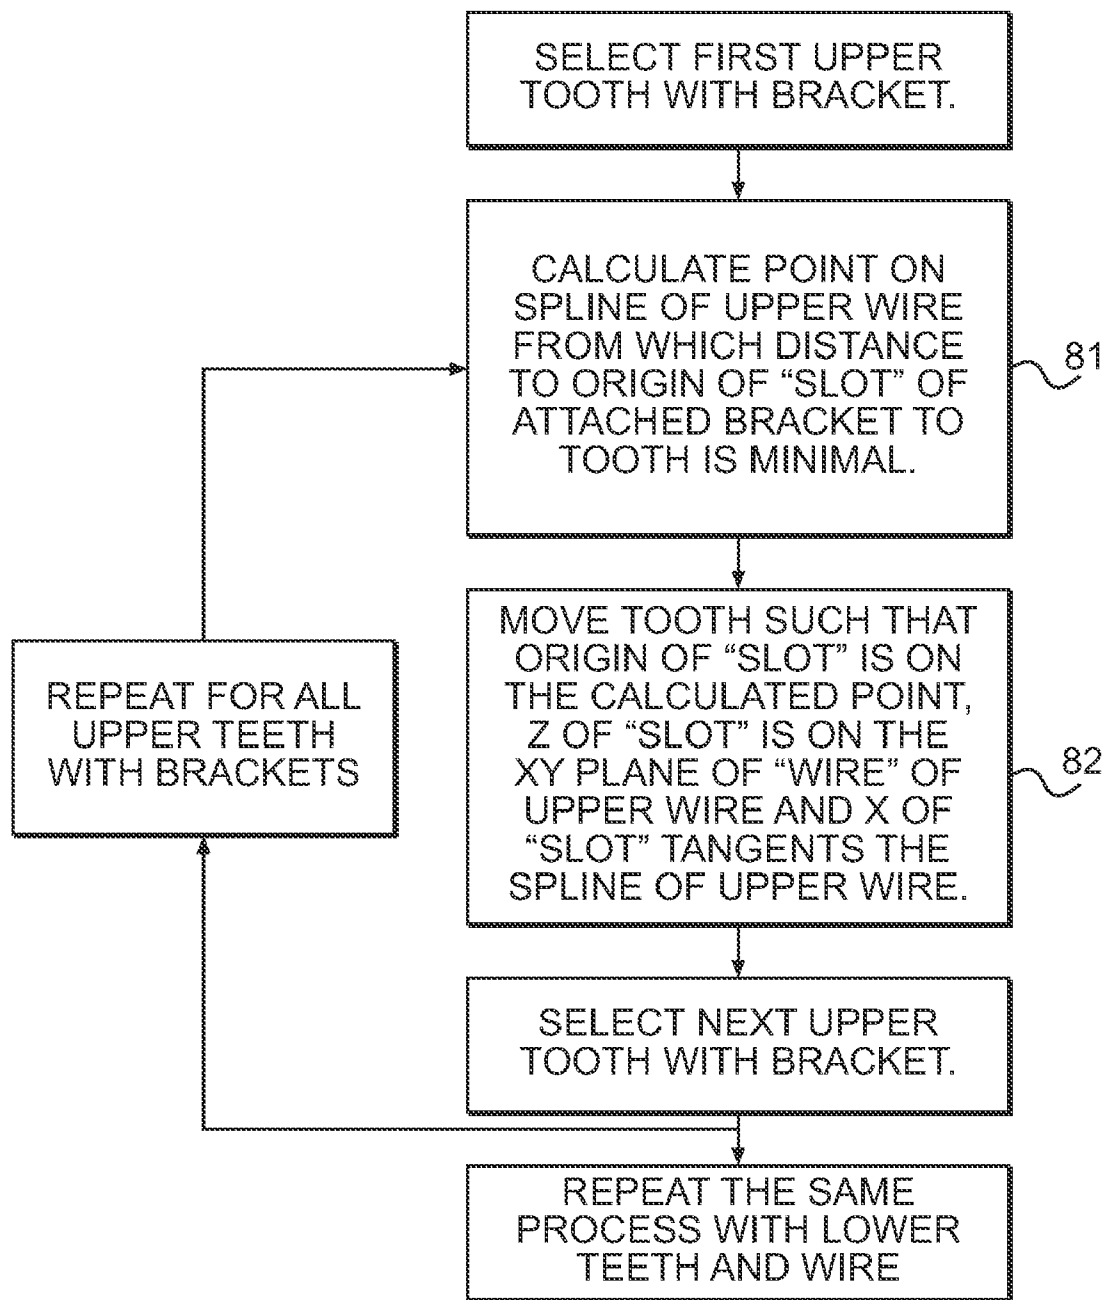 SELECT FIRST UPPER
TOOTH WITH BRACKET.
CALCULATE POINT ON
SPLINE OF UPPER WIRE
FROM WHICH DISTANCE
TO ORIGIN OF “SLOT” OF
ATTACHED BRACKET TO
TOOTH IS MINIMAL.
81
MOVE TOOTH SUCH THAT
ORIGIN OF “SLOT” IS ON
THE CALCULATED POINT,
Z OF “SLOT” IS ON THE
XY PLANE OF “WIRE” OF
UPPER WIRE AND X OF
“SLOT” TANGENTS THE
SPLINE OF UPPER WIRE.
82
REPEAT FOR ALL
UPPER TEETH
WITH BRACKETS
SELECT NEXT UPPER
TOOTH WITH BRACKET.
REPEAT THE SAME
PROCESS WITH LOWER
TEETH AND WIRE